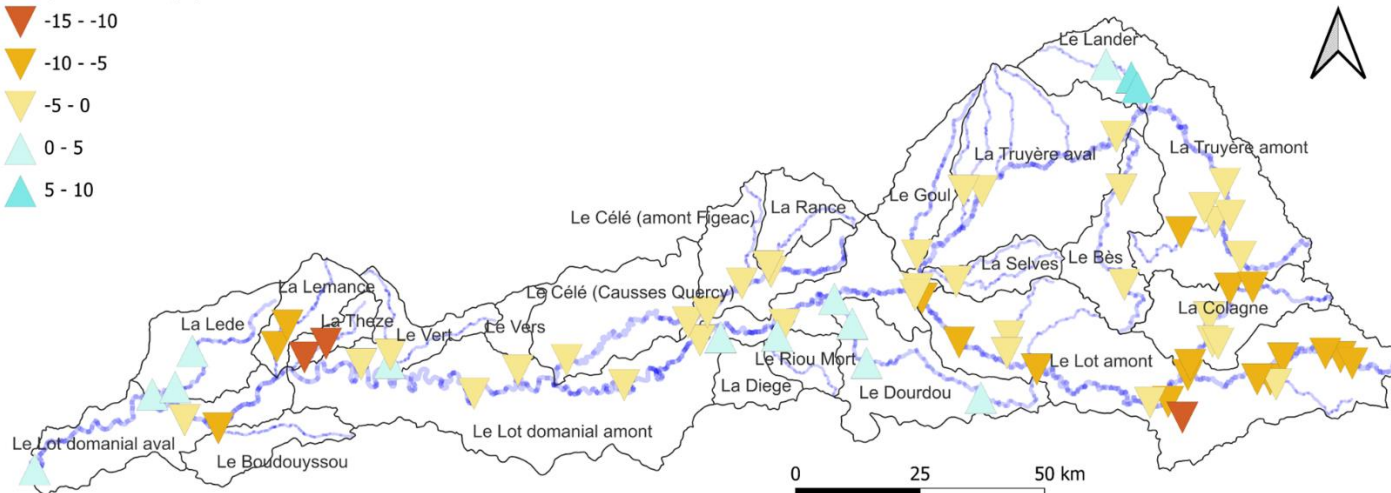 -15 - -10
-10 - -5
-5 - 0
0 - 5
5 - 10
Le Lander
La Truyère aval
La Truyère amont
Le Goul
La Rance
Le Célé (amont Figeac)
La Selves
Le Bès
La Lemance
Le Célé (Causses Quercy)
La Colagne
La Lede
La Theze
Le Vert
Le Vers
Le Riou Mort
Le Lot amont
La Diege
Le Dourdou
Le Lot domanial aval
Le Lot domanial amont
Le Boudouyssou
0
25
50 km